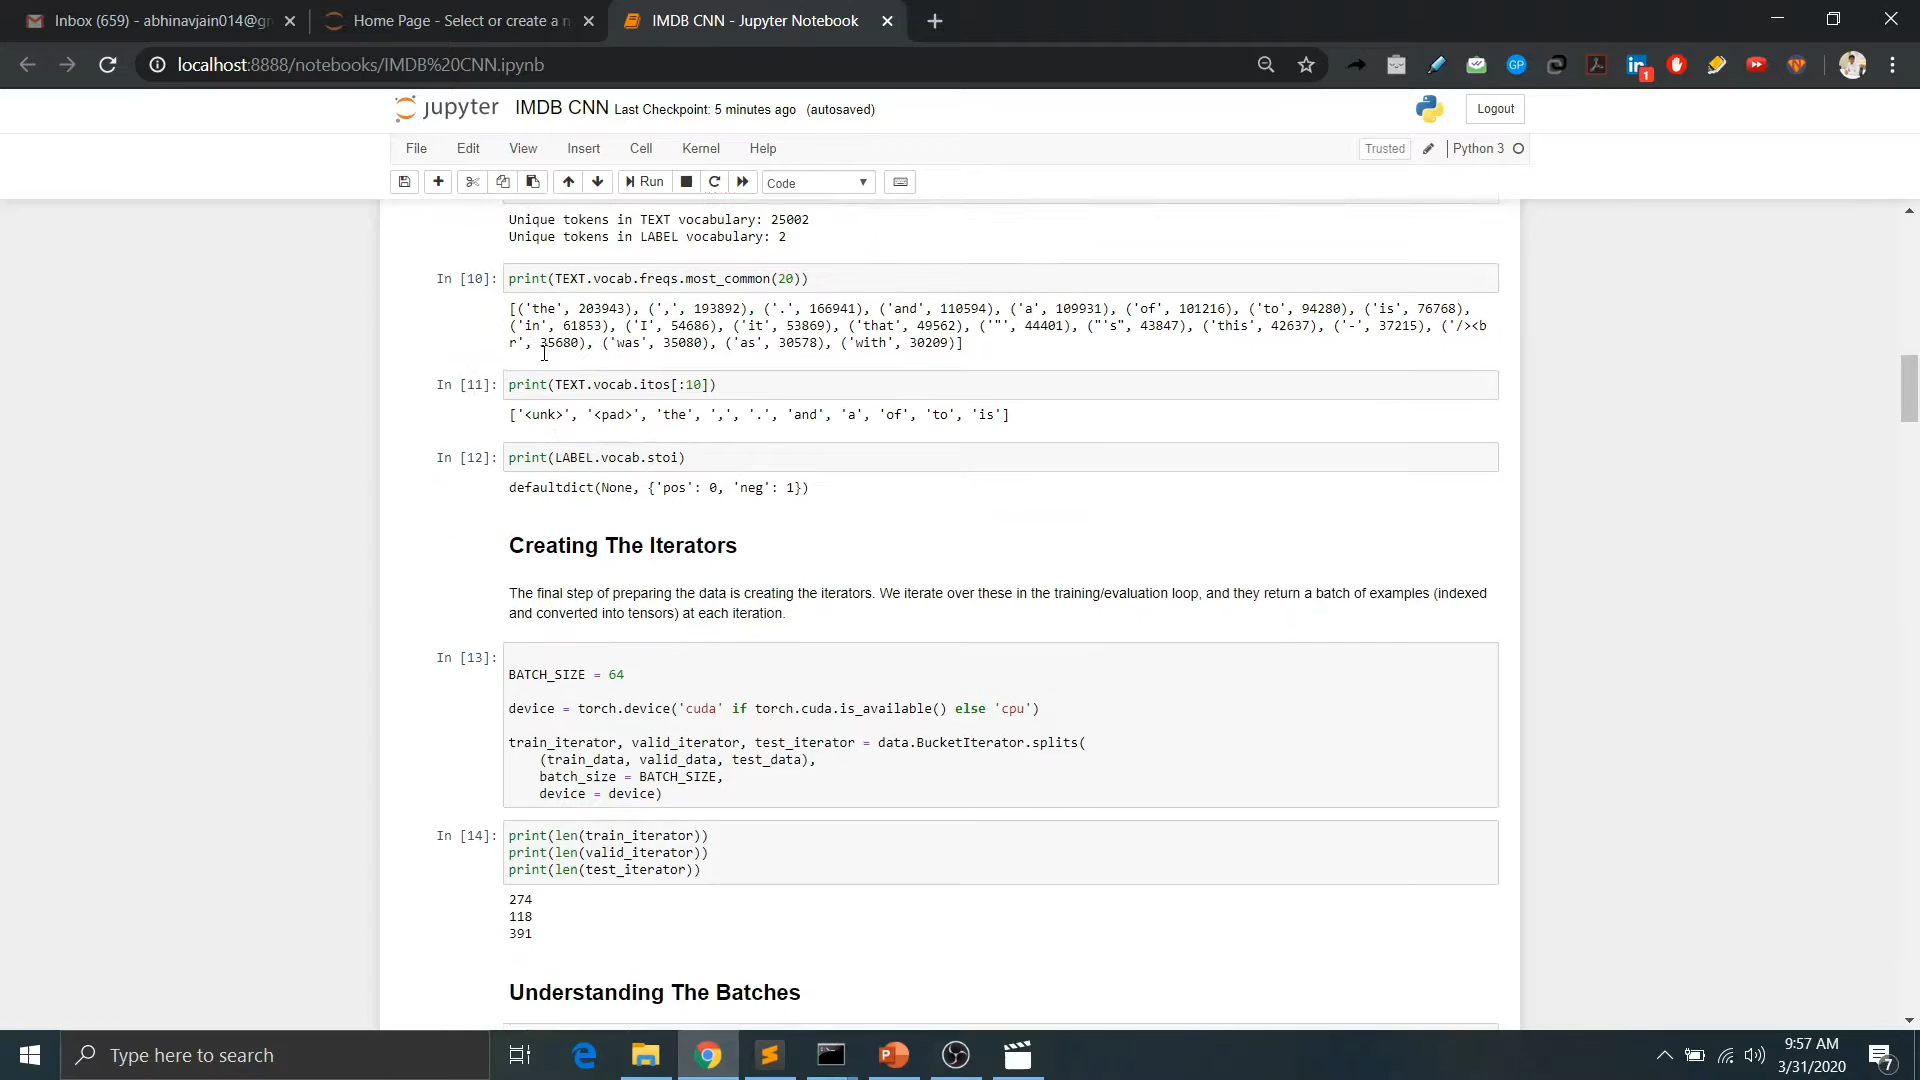 Inbox (659) - abhinavjain014@g
Home Page - Select or create a n
IMDB CNN - Jupyter Notebook
localhost:8888/notebooks/IMDB%20CNN.ipynb
GP
1
jupyter IMDB CNN Last Checkpoint: 5 minutes ago (autosaved)
Logout
File Edit View Insert Cell Kernel Help
Trusted Python 3
Run Code
Unique tokens in TEXT vocabulary: 25002
Unique tokens in LABEL vocabulary: 2
In [10]: print(TEXT.vocab.freqs.most_common(20))
[('the', 203943), (',', 193892), ('.', 166941), ('and', 110594), ('a', 109931), ('of', 101216), ('to', 94280), ('is', 76768),
('in', 61853), ('I', 54686), ('it', 53869), ('that', 49562), ('"', 44401), ("'s", 43847), ('this', 42637), ('-', 37215), ('/><b
r', 35680), ('was', 35080), ('as', 30578), ('with', 30209)]
In [11]: print(TEXT.vocab.itos[:10])
['<unk>', '<pad>', 'the', ',', '.', 'and', 'a', 'of', 'to', 'is']
In [12]: print(LABEL.vocab.stoi)
defaultdict(None, {'pos': 0, 'neg': 1})
Creating The Iterators
The final step of preparing the data is creating the iterators. We iterate over these in the training/evaluation loop, and they return a batch of examples (indexed
and converted into tensors) at each iteration.
In [13]:
BATCH_SIZE = 64
device = torch.device('cuda' if torch.cuda.is_available() else 'cpu')
train_iterator, valid_iterator, test_iterator = data.BucketIterator.splits(
(train_data, valid_data, test_data),
batch_size = BATCH_SIZE,
device = device)
In [14]: print(len(train_iterator))
print(len(valid_iterator))
print(len(test_iterator))
274
118
391
Understanding The Batches
Type here to search
9:57 AM
3/31/2020
7